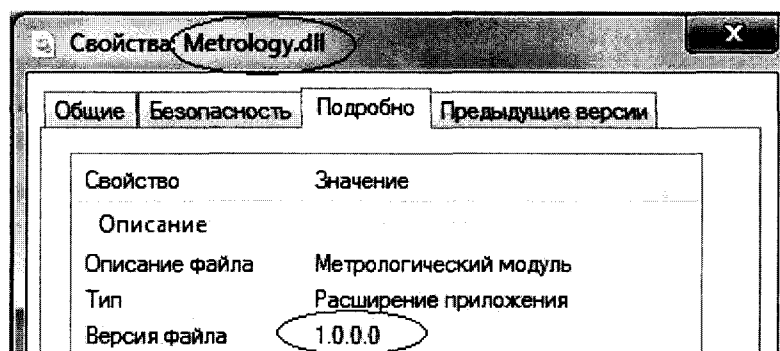 Свойства: Metrology.dll
X
Общие Безопасность Подробно Предыдущие версии
Свойство Значение
Описание
Описание файла Метрологический модуль
Тип Расширение приложения
Версия файла 1.0.0.0